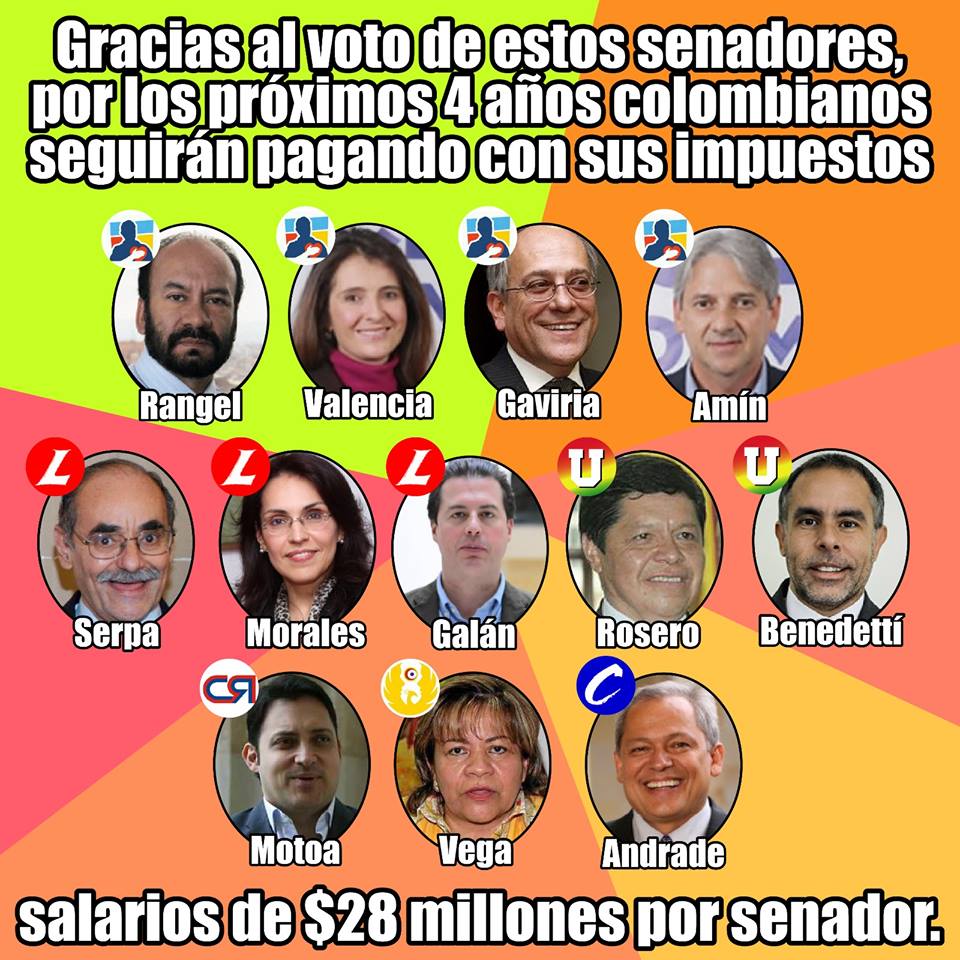 Gracias al voto de estos senadores,
por los próximos 4 años colombianos
seguirán pagando con sus impuestos
Rangel
Valencia
Gaviria
Amín
L
L
L
U
U
Serpa
Morales
Galán
Rosero
Benedettí
CR
C
Motoa
Vega
Andrade
salarios de $28 millones por senador.